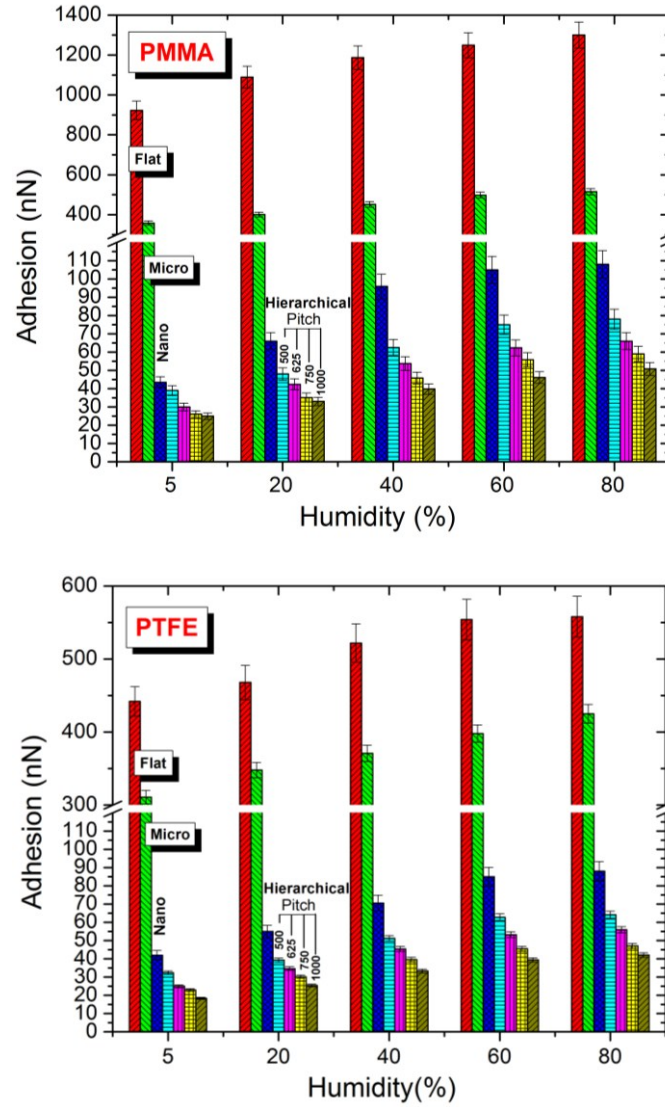 1400
PMMA
1200
1000
800
Flat
600
400
110
100
Micro
90
80
Hierarchical
70
Pitch
60
Nano
500
625
750
1000
50
40
30
20
10
0
Adhesion (nN)
5 20 40 60 80
Humidity (%)
600
PTFE
500
400
Flat
300
110
100
Micro
90
80
Hierarchical
70
Pitch
60
Nano
500
625
750
1000
50
40
30
20
10
0
Adhesion (nN)
5 20 40 60 80
Humidity(%)